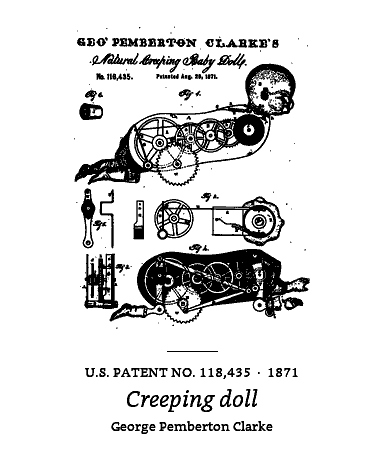 GEO' PEMBERTON CLARKE'S
Natural Creeping Baby Doll.
No. 118,435.
Patented Aug. 29, 1871.
U.S. PATENT NO. 118,435 · 1871
Creeping doll
George Pemberton Clarke